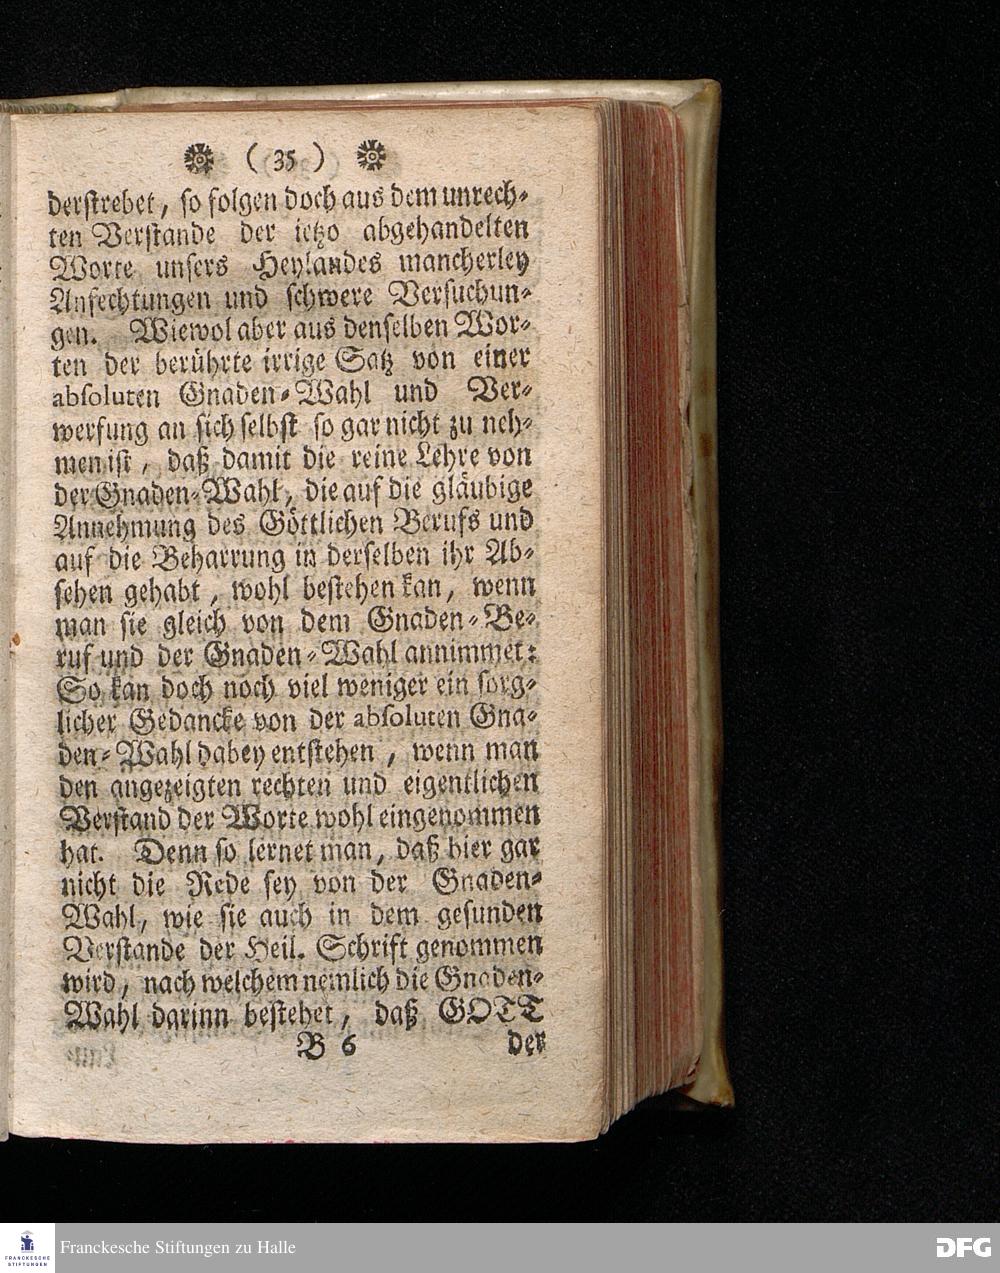 ( 35 )
derstrebet, so folgen doch aus dem unrech-
ten Verstande der ietzo abgehandelten
Worte unsers Heylandes mancherley
Anfechtungen und schwere Versuchun-
gen. Wiewol aber aus denselben Wor-
ten der berührte irrige Satz von einer
absoluten Gnaden-Wahl und Ver-
werfung an sich selbst so gar nicht zu neh-
men ist, daß damit die reine Lehre von
der Gnaden-Wahl, die auf die gläubige
Annehmung des Göttlichen Berufs und
auf die Beharrung in derselben ihr Ab-
sehen gehabt, wohl bestehen kan, wenn
man sie gleich von dem Gnaden-Be-
ruf und der Gnaden-Wahl annimmet:
So kan doch noch viel weniger ein sorg-
licher Gedancke von der absoluten Gna-
den-Wahl dabey entstehen, wenn man
den angezeigten rechten und eigentlichen
Verstand der Worte wohl eingenommen
hat. Denn so lernet man, daß hier gar
nicht die Rede sey von der Gnaden-
Wahl, wie sie auch in dem gesunden
Verstande der Heil. Schrift genommen
wird, nach welchem nemlich die Gnaden-
Wahl darinn bestehet, daß GOTT
B 6 der
FRANCKESCHE
STIFTUNGEN
Franckesche Stiftungen zu Halle
DFG